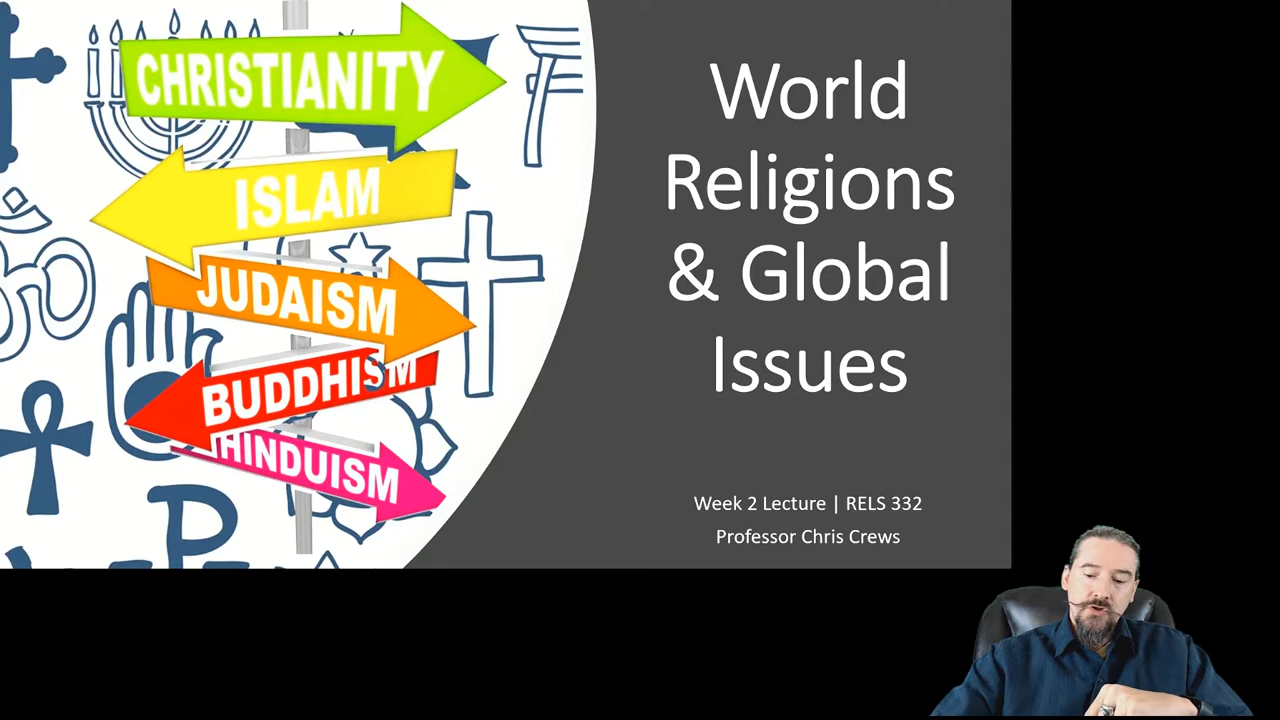 CHRISTIANITY
ISLAM
JUDAISM
BUDDHISM
HINDUISM
World
Religions
& Global
Issues
Week 2 Lecture | RELS 332
Professor Chris Crews